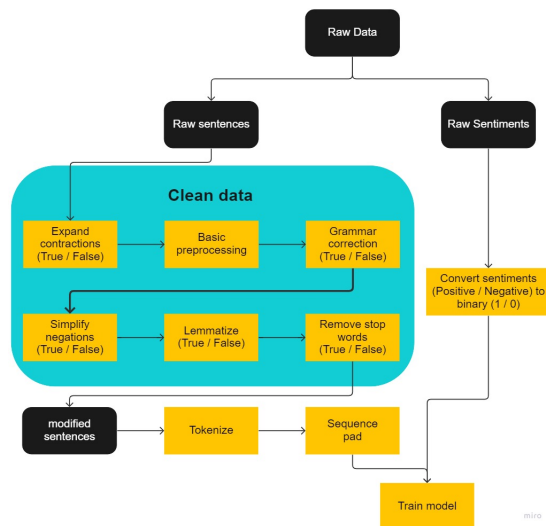 Raw Data
Raw sentences
Raw Sentiments
Clean data
Expand
contractions
(True / False)
Basic
preprocessing
Grammar
correction
(True / False)
Convert sentiments
(Positive / Negative) to
binary (1 / 0)
Simplify
negations
(True / False)
Lemmatize
(True / False)
Remove stop
words
(True / False)
modified
sentences
Tokenize
Sequence
pad
Train model
miro